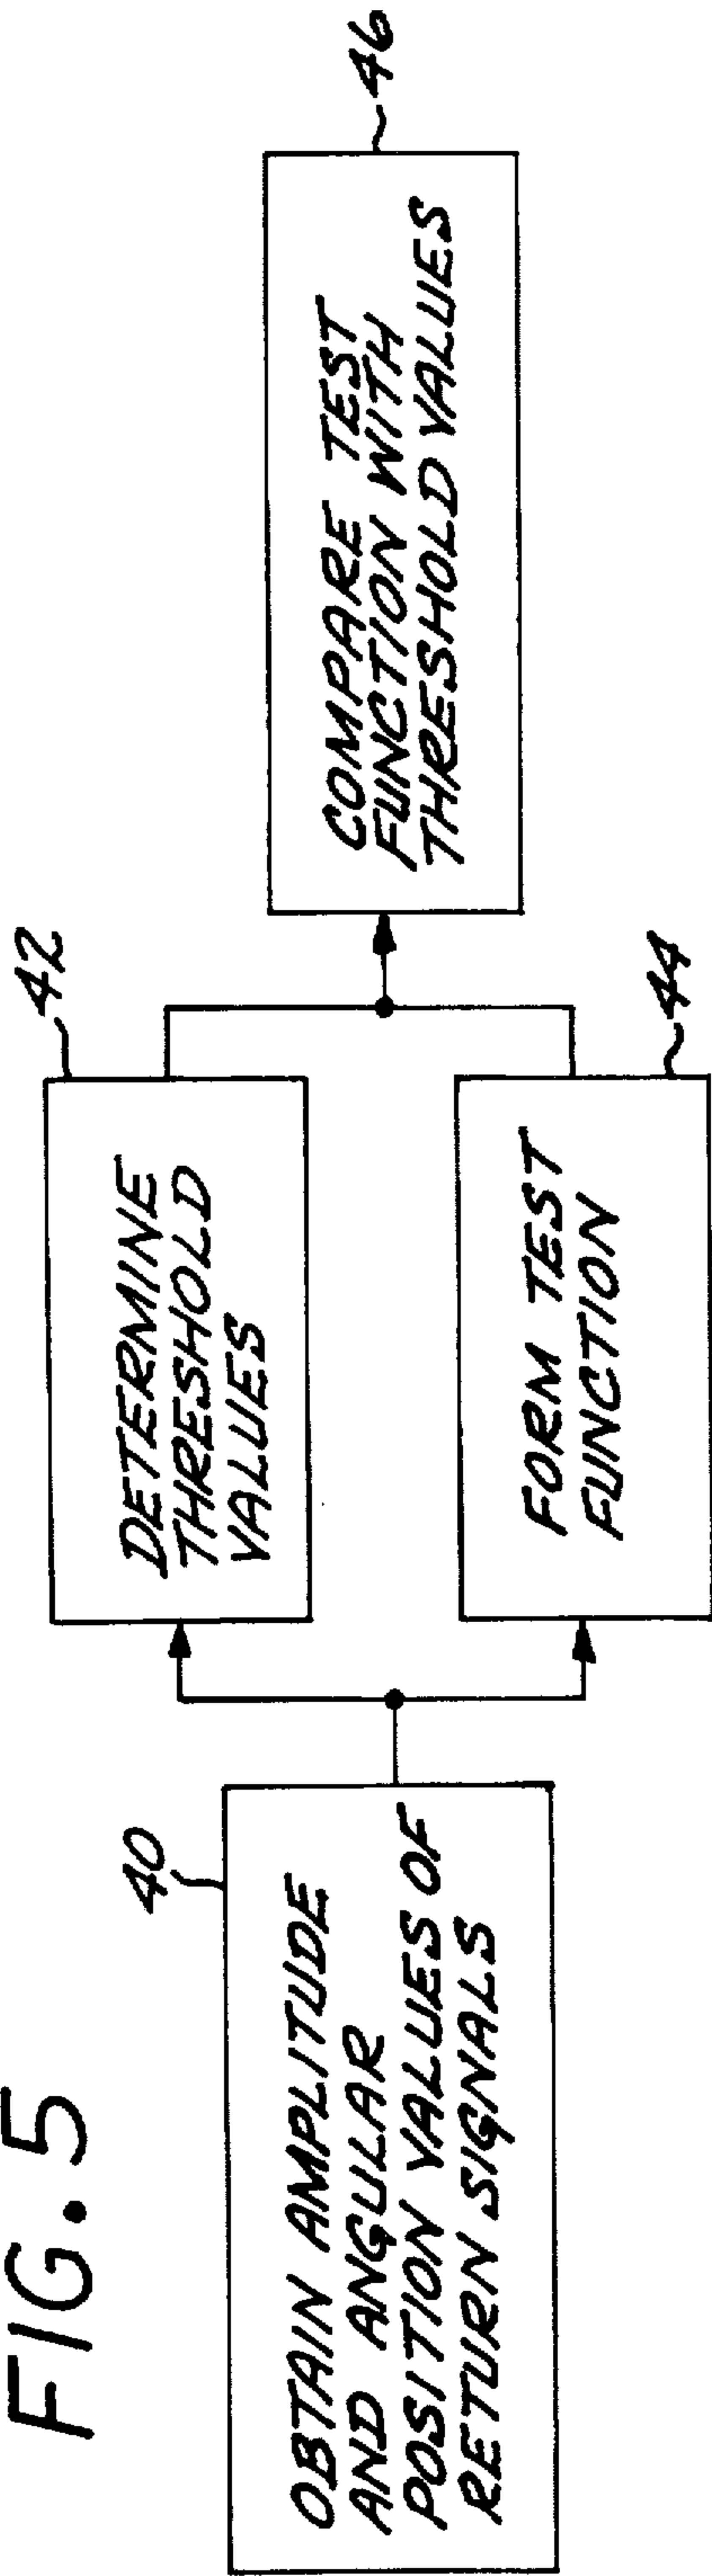 FIG. 5
40
OBTAIN AMPLITUDE
AND ANGULAR
POSITION VALUES OF
RETURN SIGNALS
42
DETERMINE
THRESHOLD
VALUES
44
FORM TEST
FUNCTION
46
COMPARE TEST
FUNCTION WITH
THRESHOLD VALUES